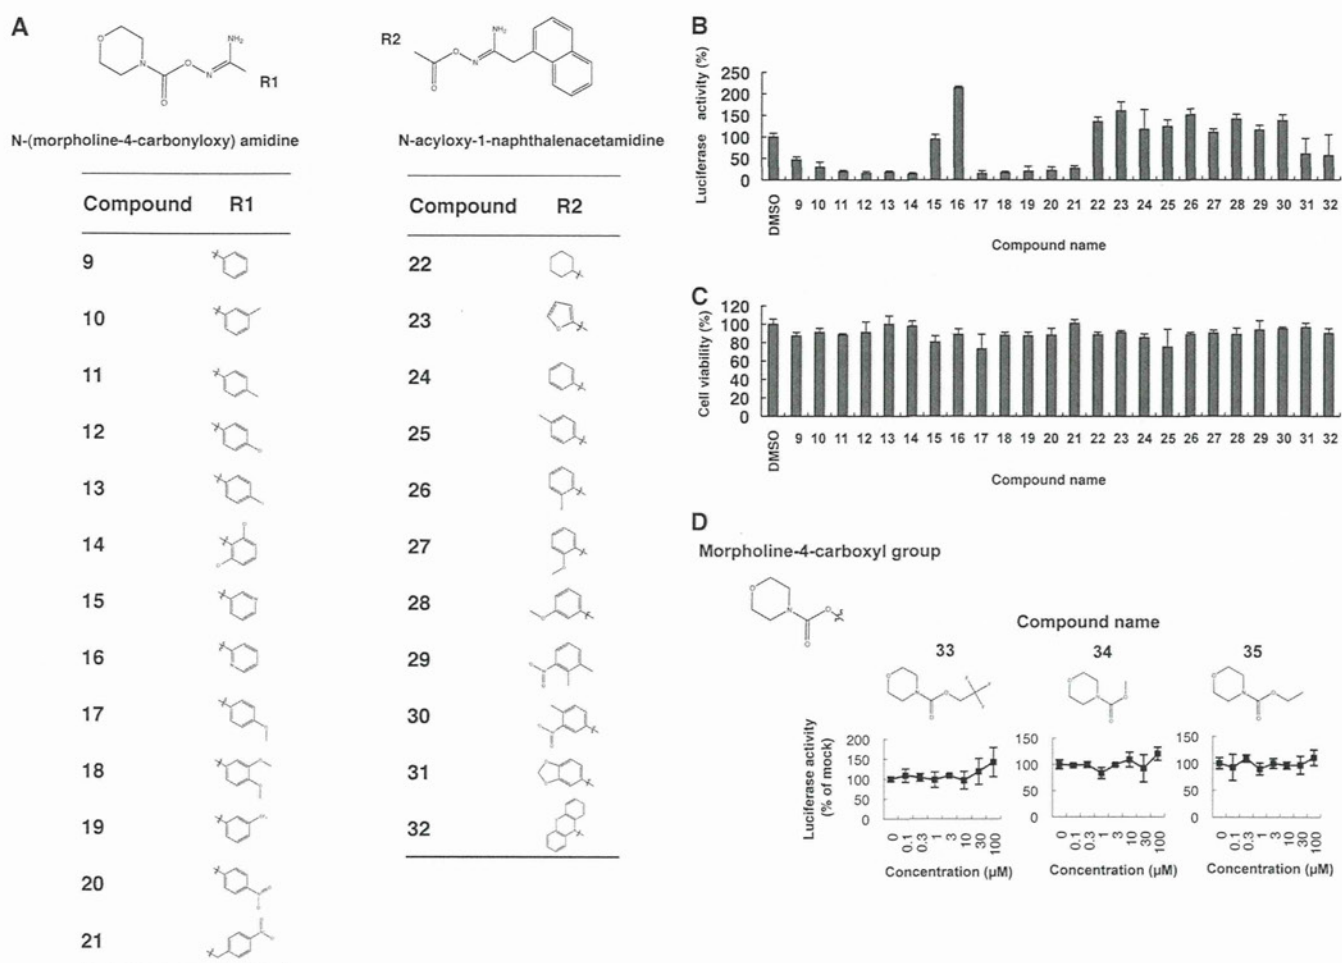 A
R1
N-(morpholine-4-carbonyloxy) amidine
Compound R1
9
10
11
12
13
14
15
16
17
18
19
20
21
R2
N-acyloxy-1-naphthalenacetamidine
Compound R2
22
23
24
25
26
27
28
29
30
31
32
B
Luciferase activity (%)
250
200
150
100
50
0
DMSO 9 10 11 12 13 14 15 16 17 18 19 20 21 22 23 24 25 26 27 28 29 30 31 32
Compound name
C
Cell viability (%)
120
100
80
60
40
20
0
DMSO 9 10 11 12 13 14 15 16 17 18 19 20 21 22 23 24 25 26 27 28 29 30 31 32
Compound name
D
Morpholine-4-carboxyl group
Compound name
33 34 35
Luciferase activity
(% of mock)
200
150
100
50
0
0 0.1 0.3 1 3 10 30 100
Concentration (µM)
150
100
50
0
0 0.1 0.3 1 3 10 30 100
Concentration (µM)
150
100
50
0
0 0.1 0.3 1 3 10 30 100
Concentration (µM)